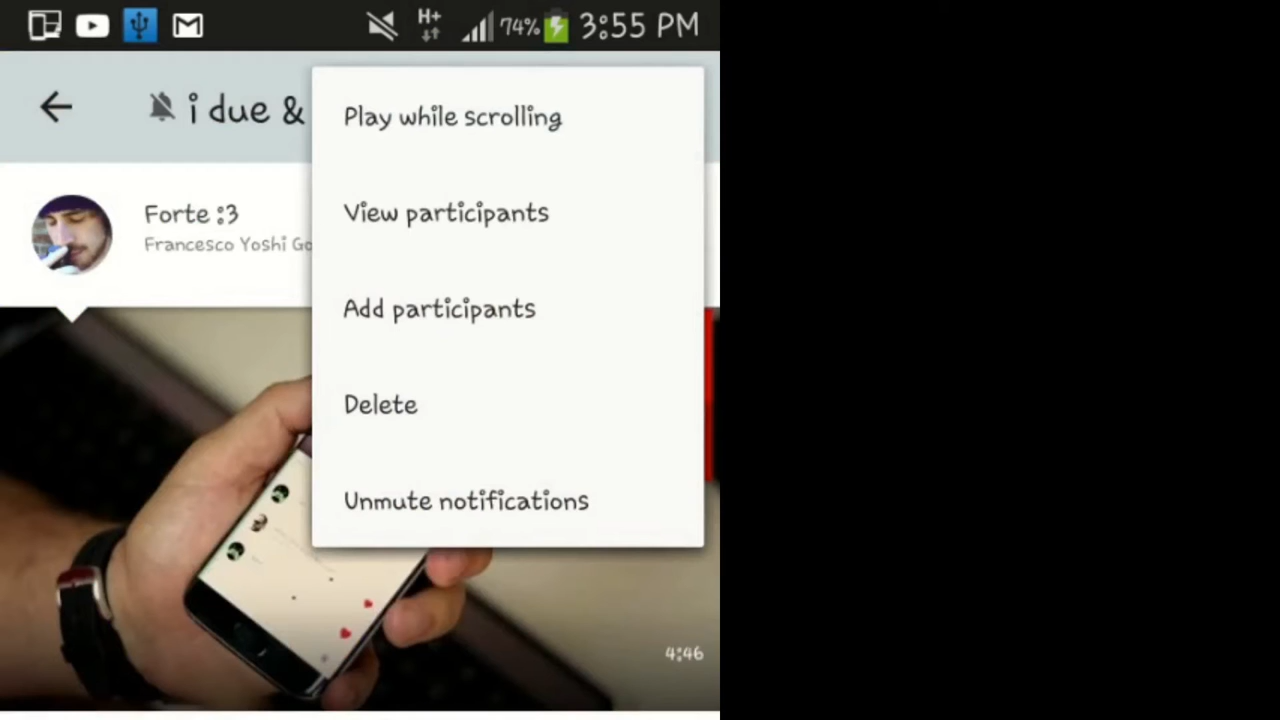 H+ 74% 3:55 PM
i due &
Play while scrolling
Forte :3
View participants
Francesco Yoshi Go
Add participants
Delete
Unmute notifications
4:46